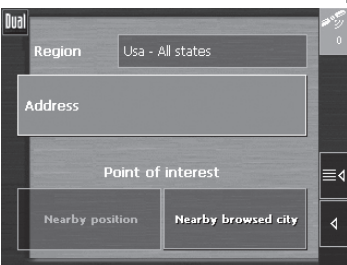 Dual
0
Region
Usa - All states
Address
Point of interest
Nearby position
Nearby browsed city